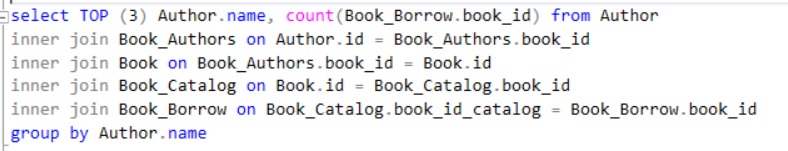 select TOP (3) Author.name, count(Book_Borrow.book_id) from Author
inner join Book_Authors on Author.id = Book_Authors.book_id
inner join Book on Book_Authors.book_id = Book.id
inner join Book_Catalog on Book.id = Book_Catalog.book_id
inner join Book_Borrow on Book_Catalog.book_id_catalog = Book_Borrow.book_id
group by Author.name